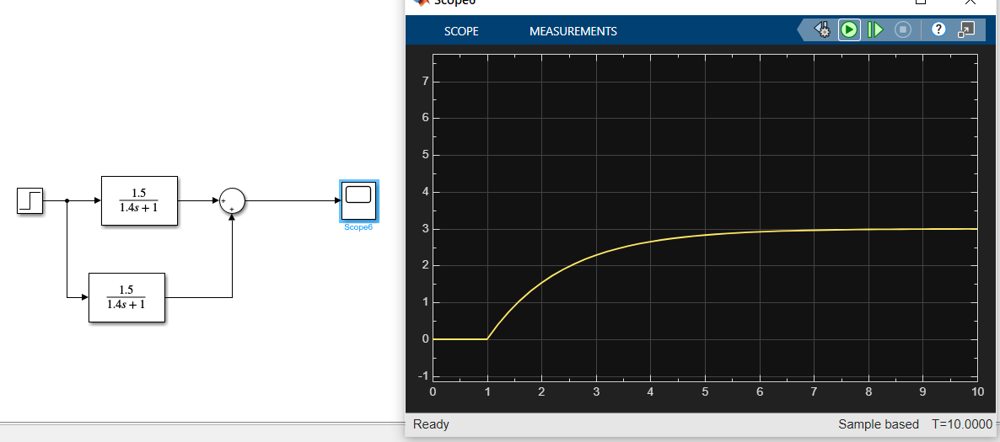 Scope6
SCOPE MEASUREMENTS ?
7
6
5
4
3
2
1
0
-1
0 1 2 3 4 5 6 7 8 9 10
Ready Sample based T=10.0000
1.5
1.4s + 1
+
+
Scope6
1.5
1.4s + 1